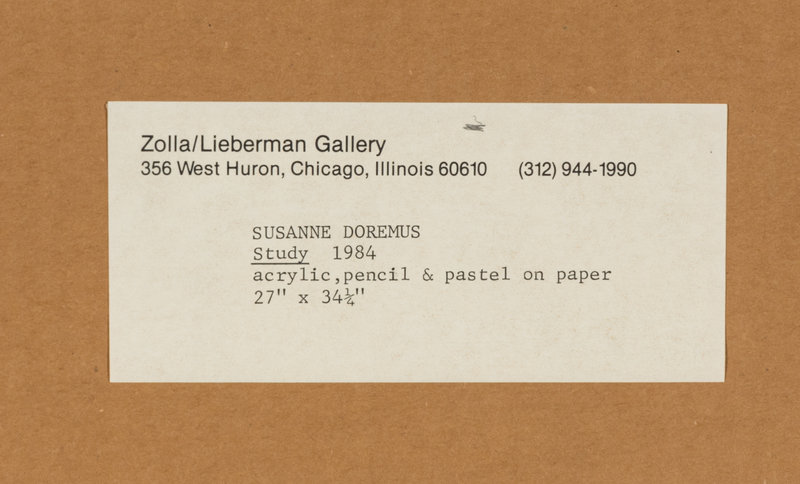 Zolla/Lieberman Gallery
356 West Huron, Chicago, Illinois 60610 (312) 944-1990
SUSANNE DOREMUS
Study 1984
acrylic,pencil & pastel on paper
27" x 34¼"